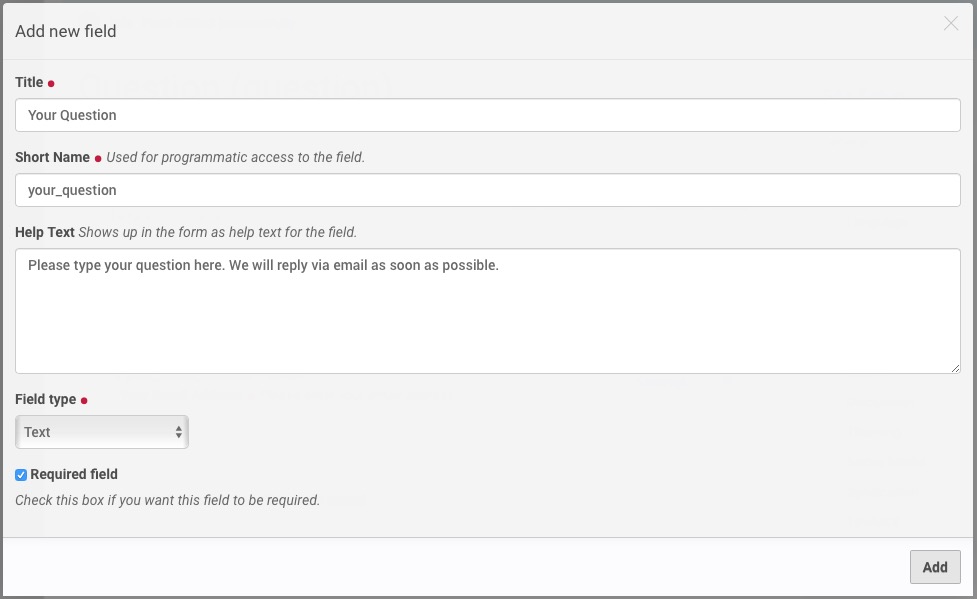 Add new field
Title
Your Question
Short Name Used for programmatic access to the field.
your_question
Help Text Shows up in the form as help text for the field.
Please type your question here. We will reply via email as soon as possible.
Field type
Text
Required field
Check this box if you want this field to be required.
Add